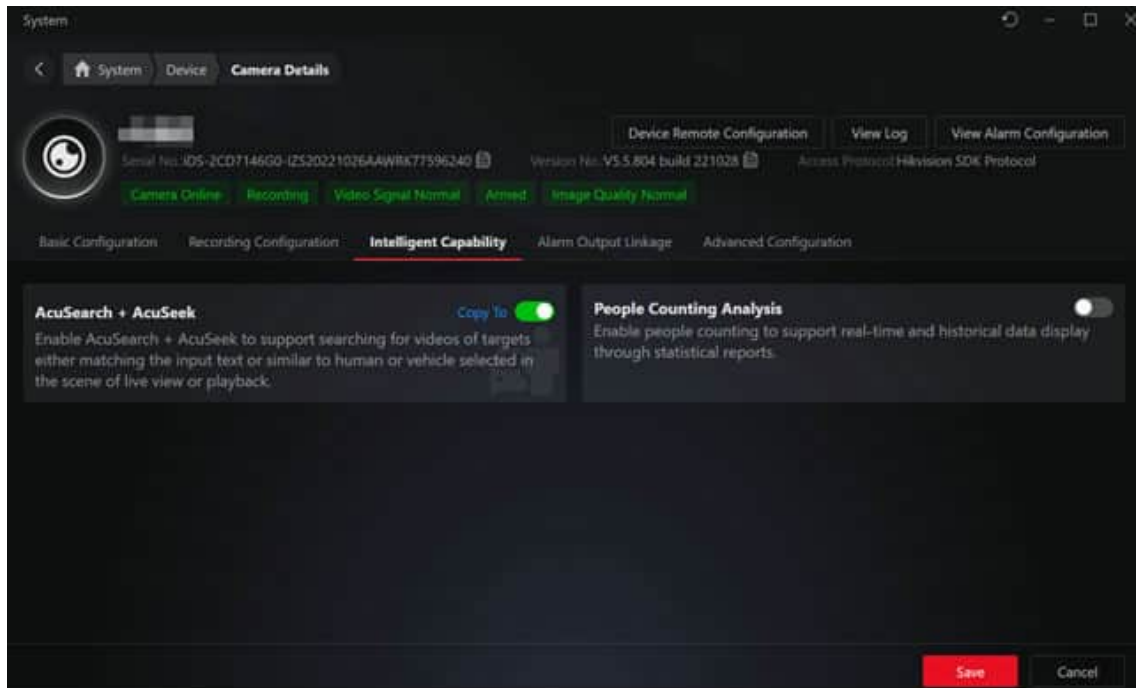 System
System Device Camera Details
Device Remote Configuration View Log View Alarm Configuration
Serial No. iDS-2CD7146G0-IZS20221026AAWRK77596240 Version No. V5.5.804 build 221028 Access Protocol Hikvision SDK Protocol
Camera Online Recording Video Signal Normal Armed Image Quality Normal
Basic Configuration Recording Configuration Intelligent Capability Alarm Output Linkage Advanced Configuration
AcuSearch + AcuSeek Copy To
Enable AcuSearch + AcuSeek to support searching for videos of targets
either matching the input text or similar to human or vehicle selected in
the scene of live view or playback.
People Counting Analysis
Enable people counting to support real-time and historical data display
through statistical reports.
Save Cancel